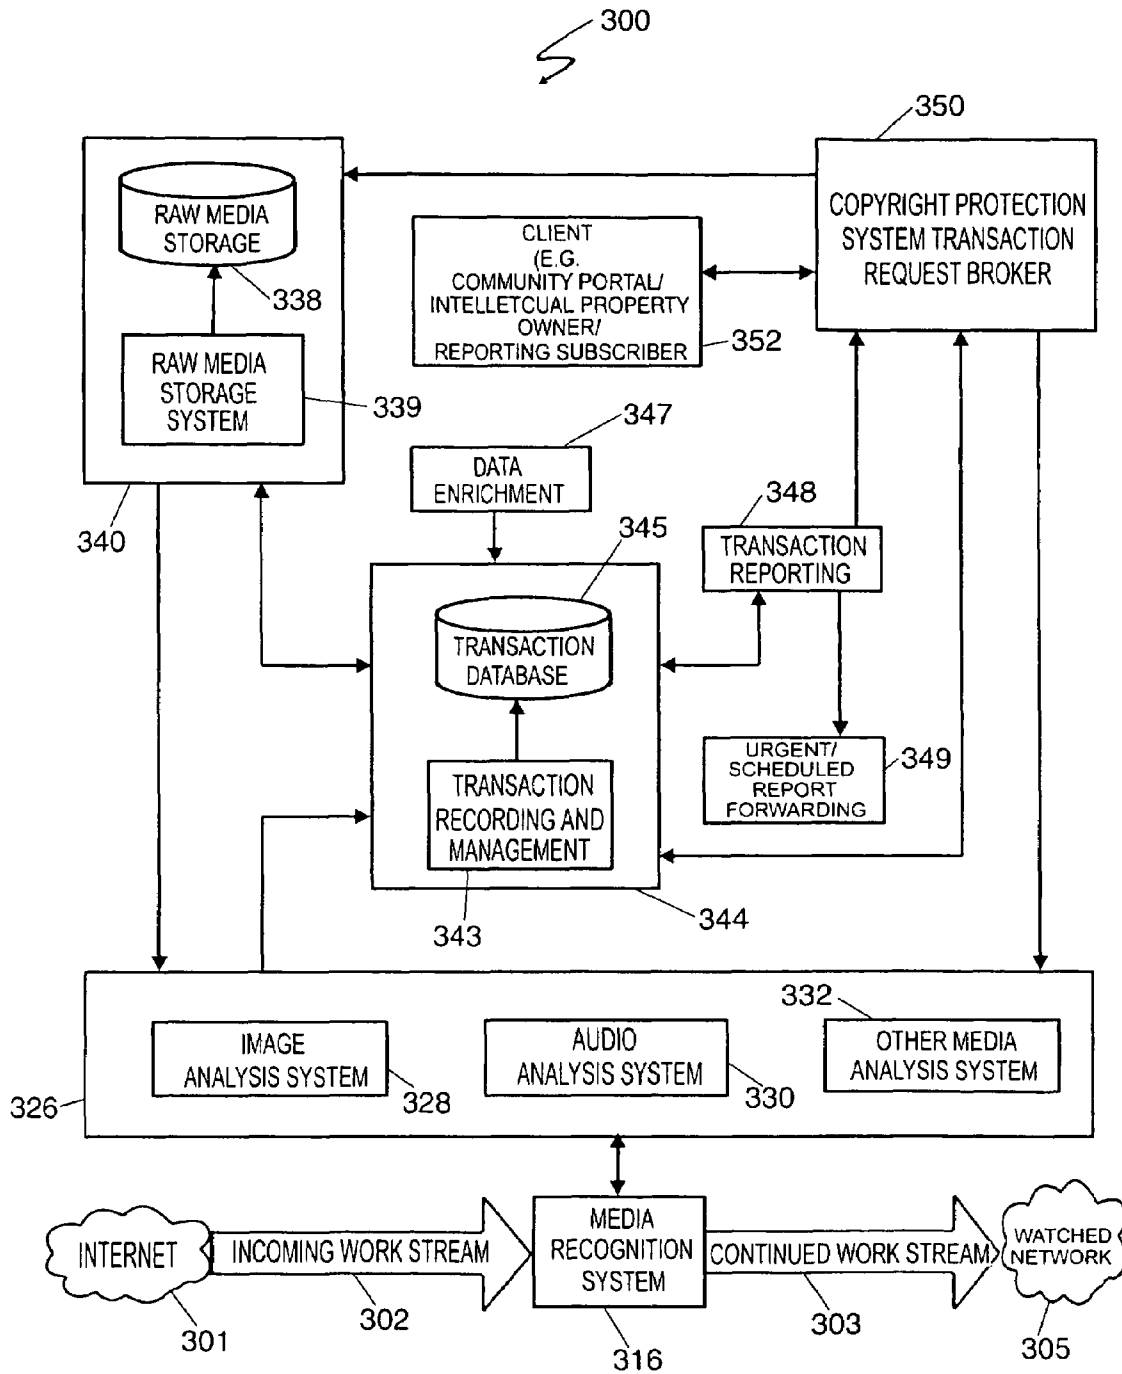 300
350
RAW MEDIA
STORAGE
338
RAW MEDIA
STORAGE
SYSTEM
339
340
CLIENT
(E.G.
COMMUNITY PORTAL/
INTELLETCUAL PROPERTY
OWNER/
REPORTING SUBSCRIBER
352
COPYRIGHT PROTECTION
SYSTEM TRANSACTION
REQUEST BROKER
347
DATA
ENRICHMENT
348
TRANSACTION
REPORTING
345
TRANSACTION
DATABASE
TRANSACTION
RECORDING AND
MANAGEMENT
343
344
URGENT/
SCHEDULED
REPORT
FORWARDING
349
326
IMAGE
ANALYSIS SYSTEM
328
AUDIO
ANALYSIS SYSTEM
330
332
OTHER MEDIA
ANALYSIS SYSTEM
INTERNET
301
INCOMING WORK STREAM
302
MEDIA
RECOGNITION
SYSTEM
316
CONTINUED WORK STREAM
303
WATCHED
NETWORK
305